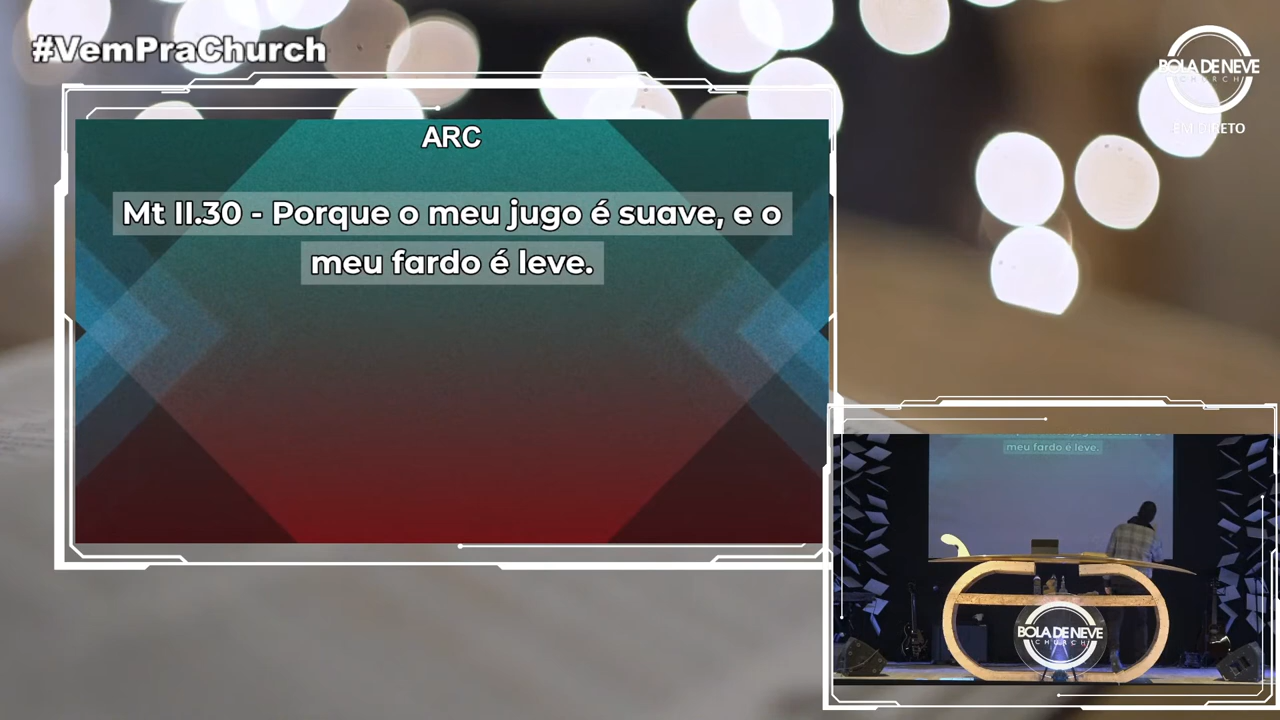 #VemPraChurch
BOLA DE NEVE
CHURCH
EM DIRETO
ARC
Mt II.30 - Porque o meu jugo é suave, e o
meu fardo é leve.
meu fardo é leve.
BOLA DE NEVE
CHURCH